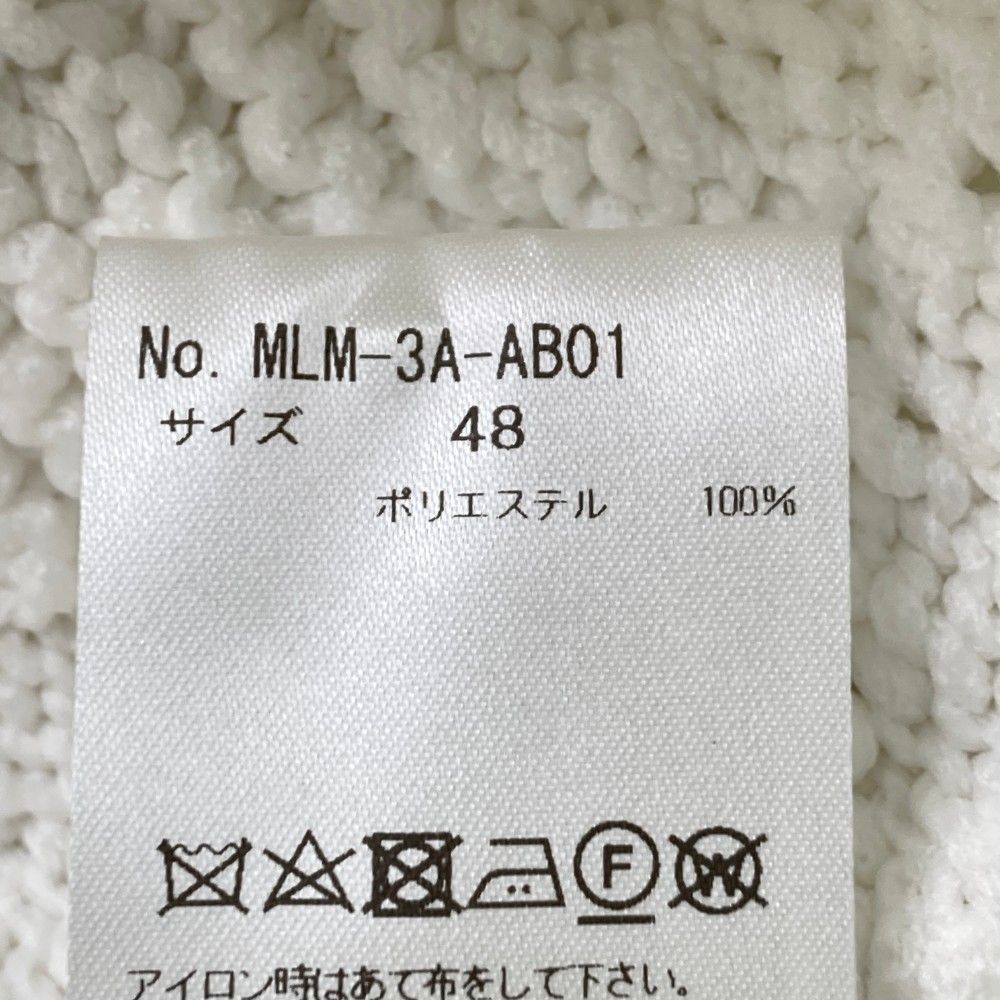 No. MLM-3A-AB01
サイズ 48
ポリエステル 100%
F W
アイロン時はあて布をして下さい。